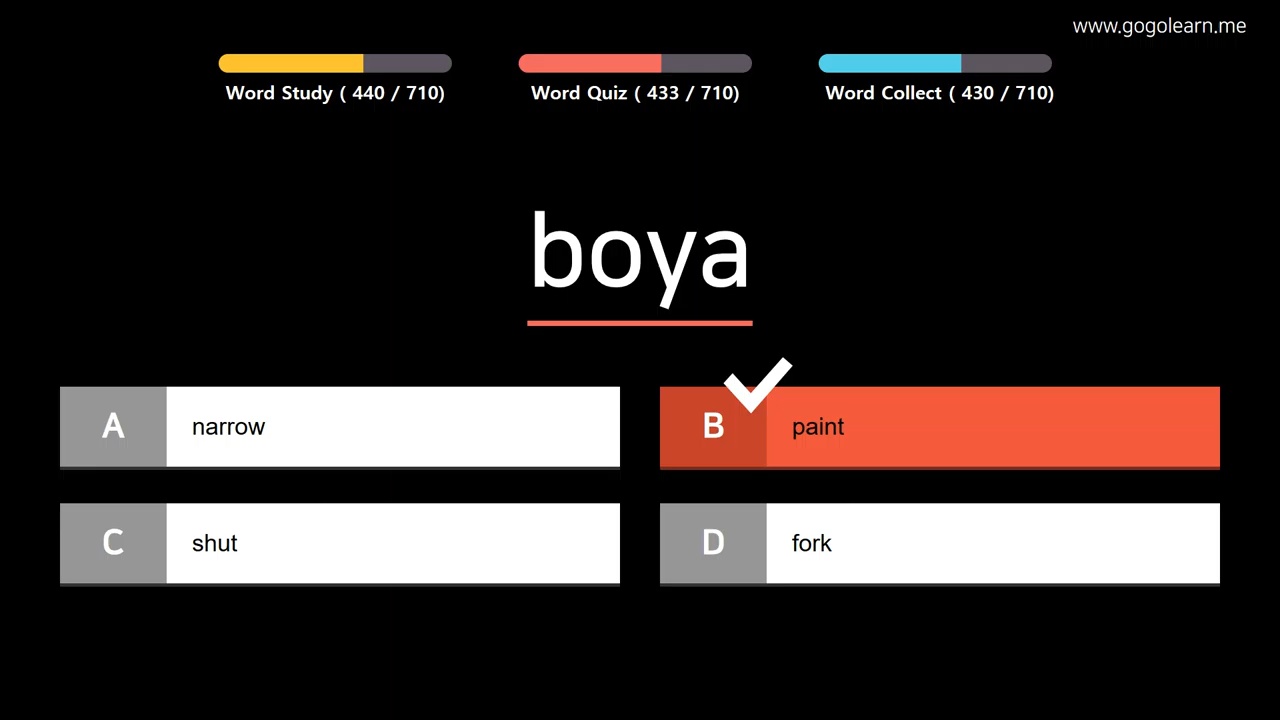 www.gogolearn.me
Word Study ( 440 / 710)
Word Quiz ( 433 / 710)
Word Collect ( 430 / 710)
boya
A narrow
B paint
C shut
D fork